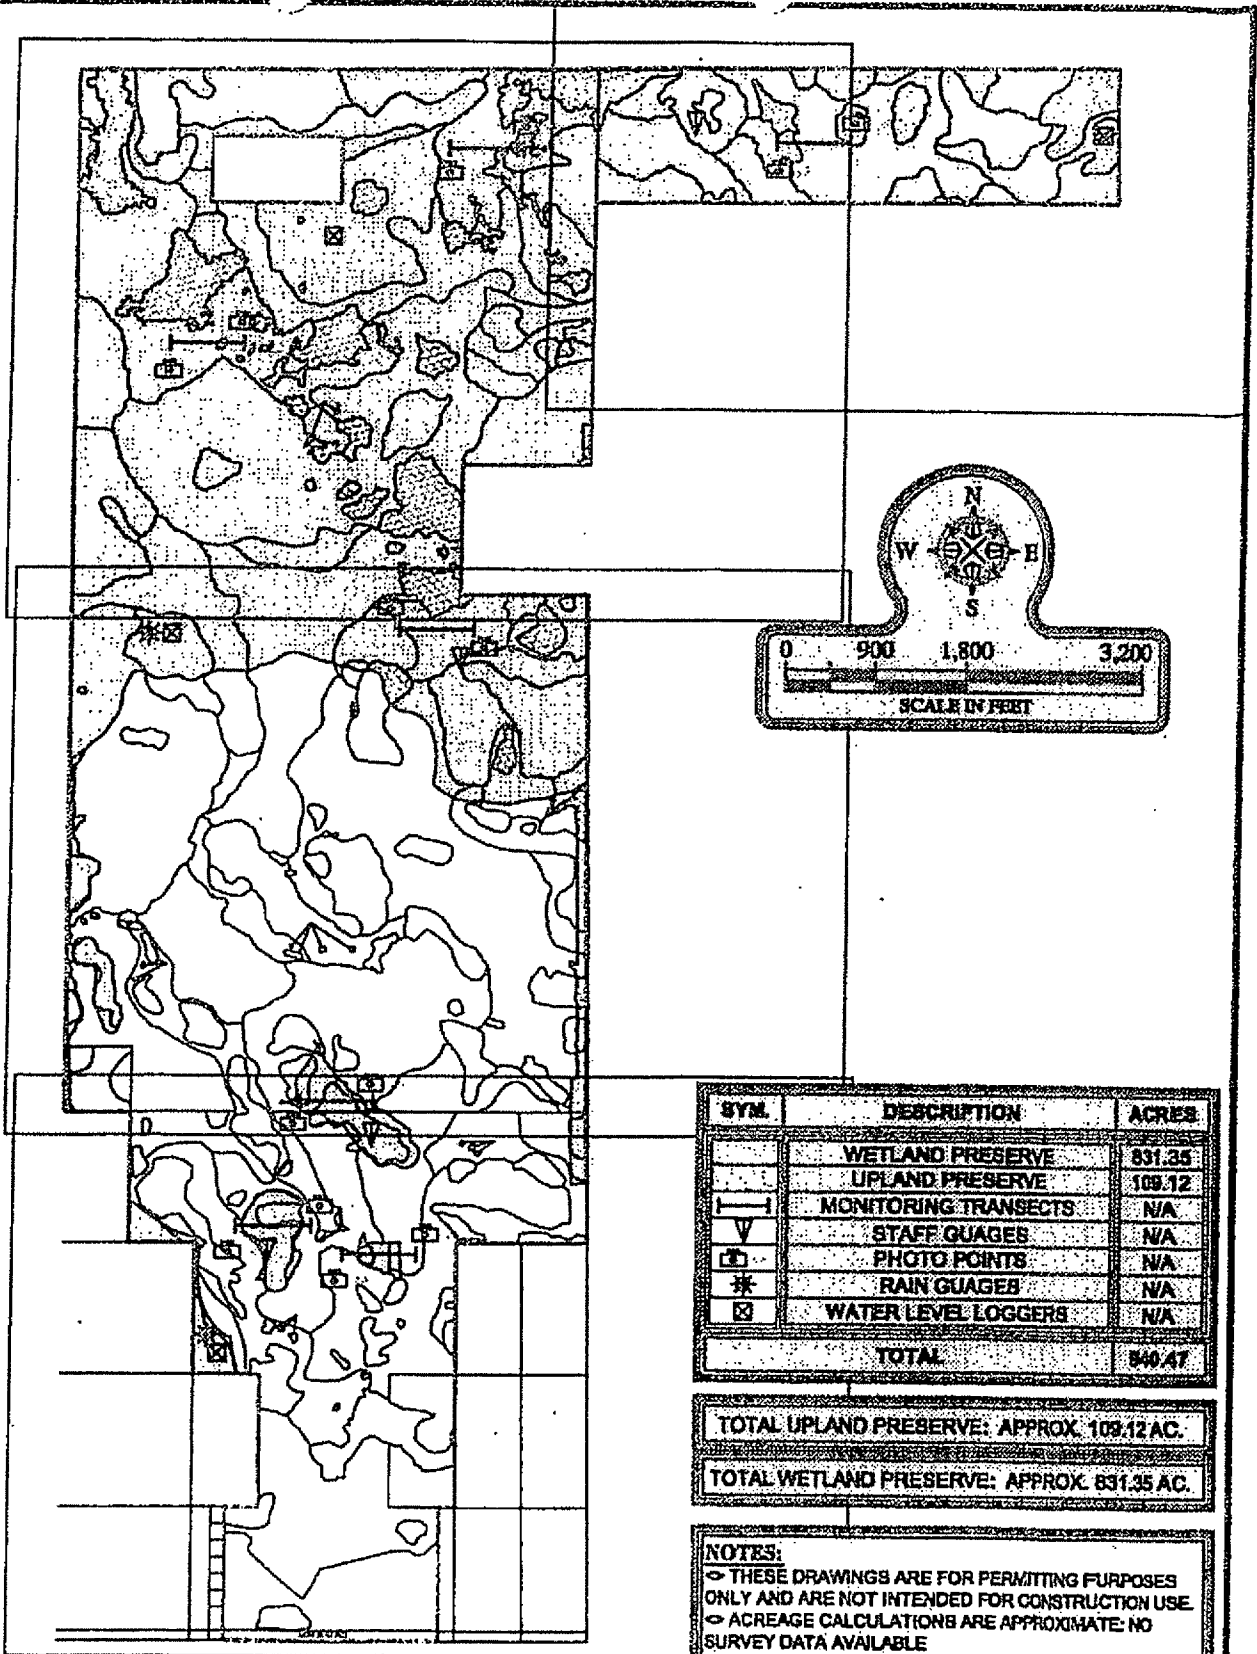 N
W E
S
0 900 1,800 3,200
SCALE IN FEET
SYM. DESCRIPTION ACRES
WETLAND PRESERVE 831.35
UPLAND PRESERVE 109.12
MONITORING TRANSECTS N/A
STAFF GUAGES N/A
PHOTO POINTS N/A
RAIN GUAGES N/A
WATER LEVEL LOGGERS N/A
TOTAL 940.47
TOTAL UPLAND PRESERVE: APPROX. 109.12 AC.
TOTAL WETLAND PRESERVE: APPROX. 831.35 AC.
NOTES:
THESE DRAWINGS ARE FOR PERMITTING PURPOSES
ONLY AND ARE NOT INTENDED FOR CONSTRUCTION USE.
ACREAGE CALCULATIONS ARE APPROXIMATE: NO
SURVEY DATA AVAILABLE